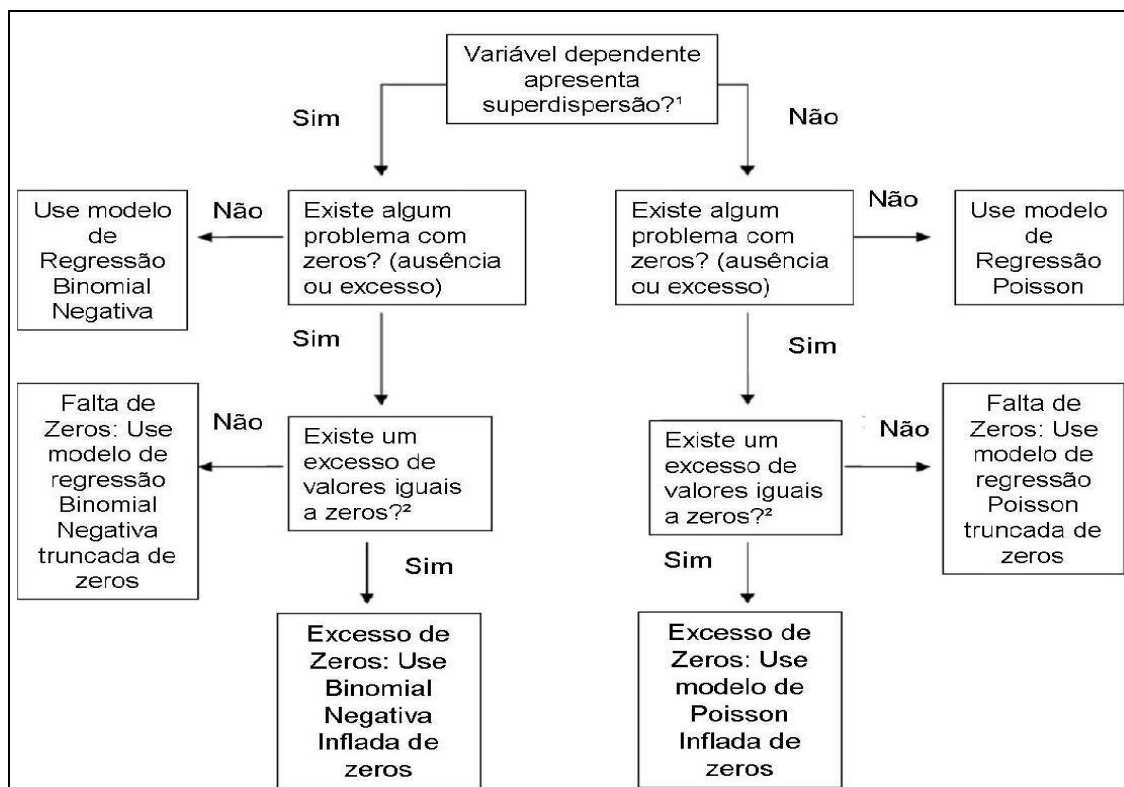 Variável dependente
apresenta
superdispersão?¹
Sim
Não
Use modelo
de
Regressão
Binomial
Negativa
Não
Existe algum
problema com
zeros? (ausência
ou excesso)
Existe algum
problema com
zeros? (ausência
ou excesso)
Não
Use modelo
de
Regressão
Poisson
Sim
Sim
Falta de
Zeros: Use
modelo de
regressão
Binomial
Negativa
truncada de
zeros
Não
Existe um
excesso de
valores iguais
a zeros?²
Existe um
excesso de
valores iguais
a zeros?²
Não
Falta de
Zeros: Use
modelo de
regressão
Poisson
truncada de
zeros
Sim
Sim
Excesso de
Zeros: Use
Binomial
Negativa
Inflada de
zeros
Excesso de
Zeros: Use
modelo de
Poisson
Inflada de
zeros